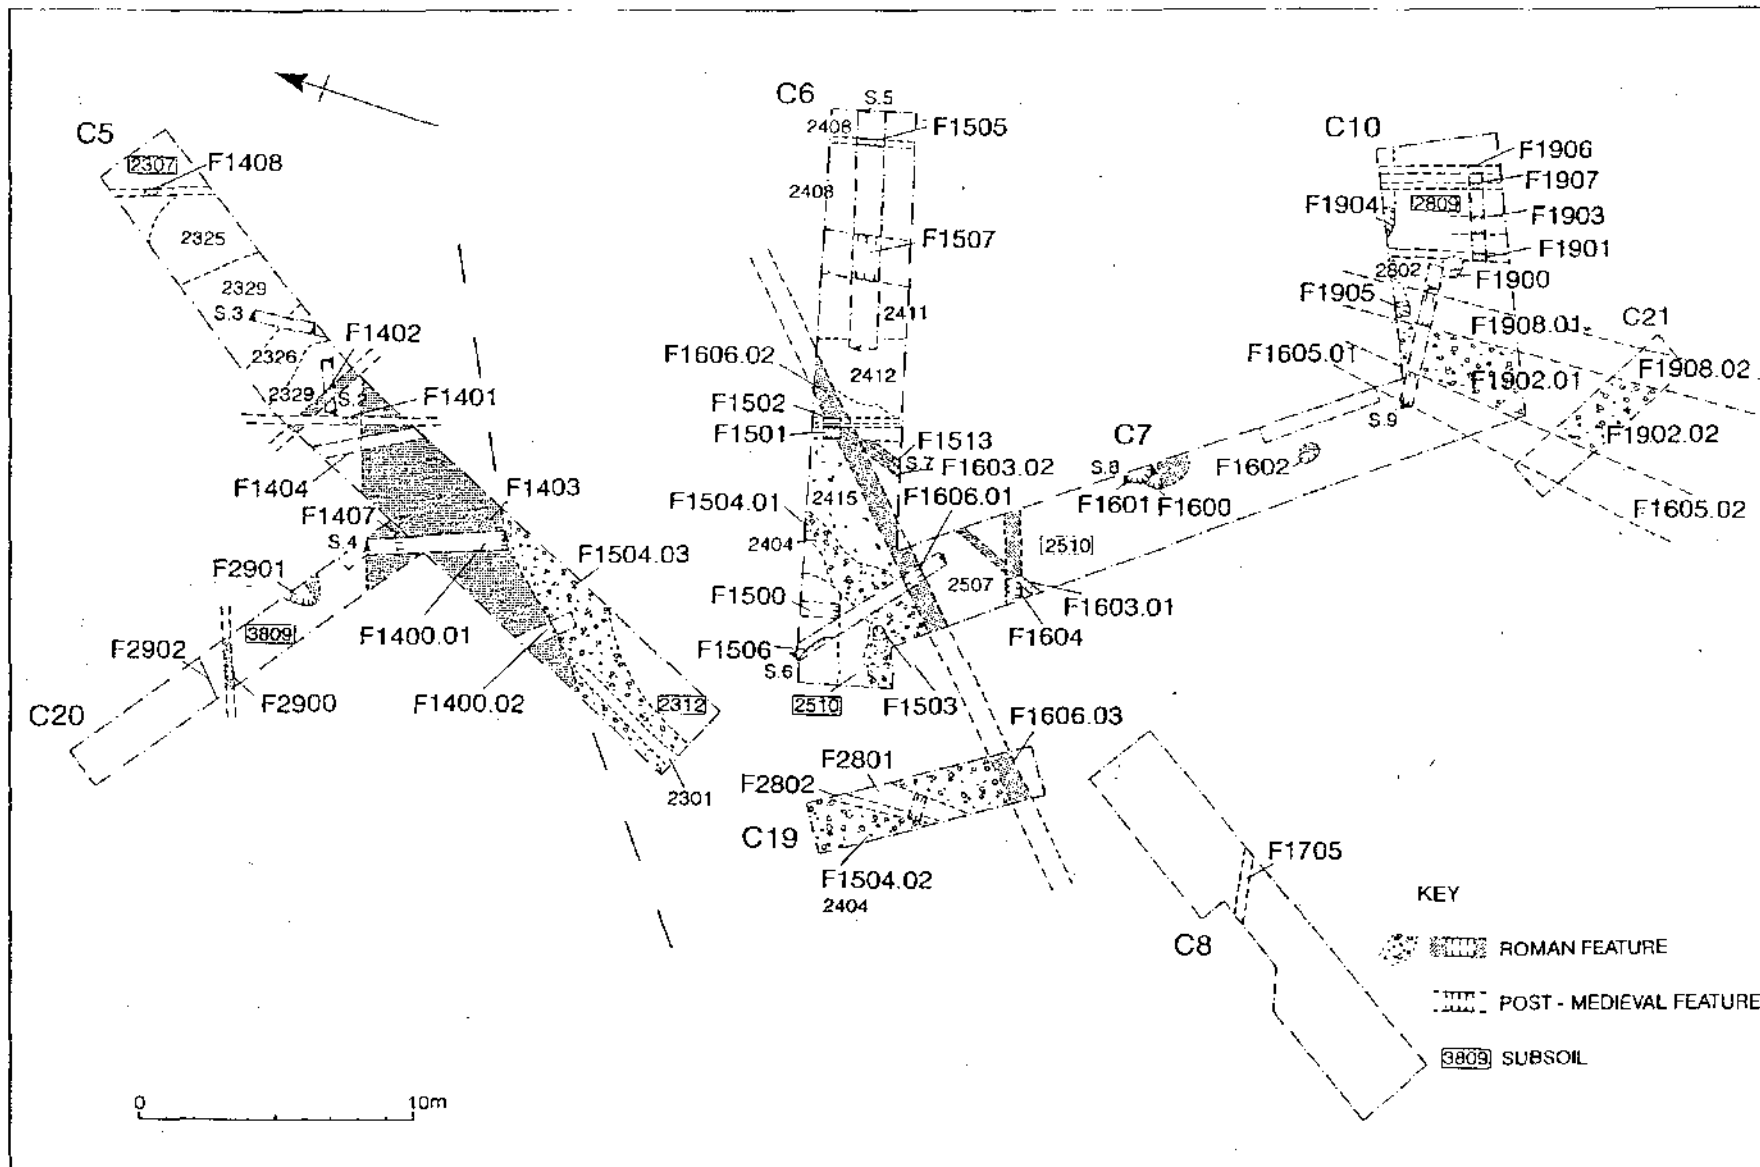 C5
2307
F1408
2325
2329
S.3
F1402
2326
2329
S.2
F1401
F1404
F1403
F1407
S.4
F1504.03
F2901
3809
F1400.01
F2902
F2900
F1400.02
C20
2312
2301
C6
S.5
2408
F1505
2408
F1507
2411
F1606.02
2412
F1502
F1501
F1513
S.7
F1603.02
F1606.01
2415
F1504.01
2404
F1500
2507
2510
F1603.01
F1604
F1506
S.6
2510
F1503
F1606.03
F2801
F2802
C19
F1504.02
2404
C7
S.8
F1601
F1600
F1602
C10
F1906
F1907
F1904
2809
F1903
F1901
2802
F1900
F1905
F1908.01
C21
F1605.01
F1908.02
F1902.01
S.9
F1902.02
F1605.02
F1705
C8
KEY
ROMAN FEATURE
POST - MEDIEVAL FEATURE
3809 SUBSOIL
0 10m